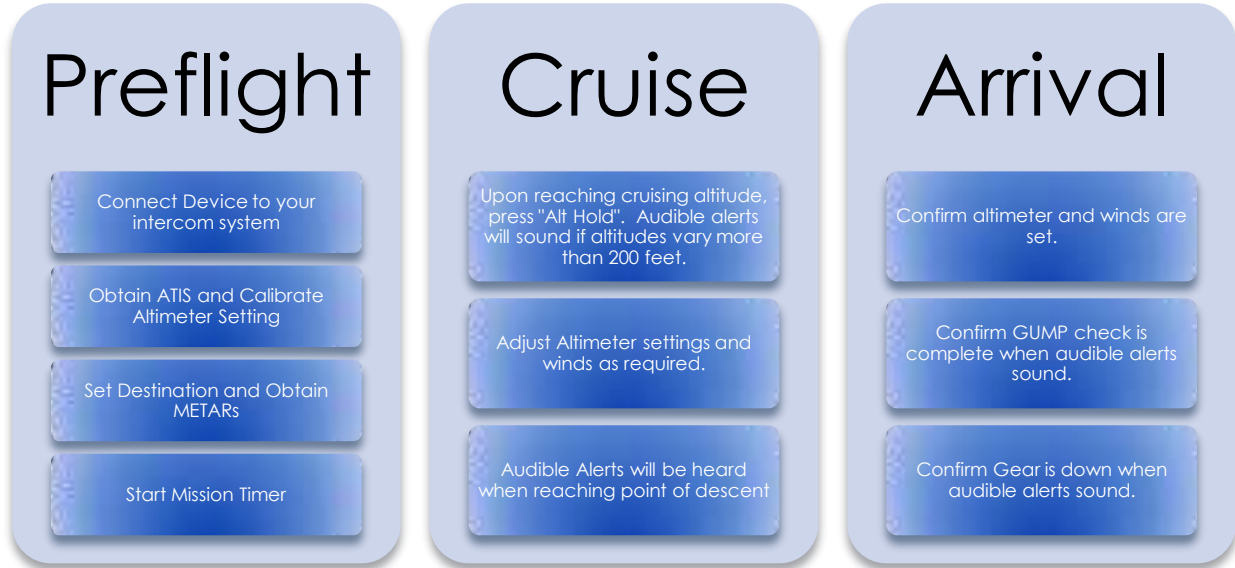 Preflight
Connect Device to your
intercom system
Obtain ATIS and Calibrate
Altimeter Setting
Set Destination and Obtain
METARs
Start Mission Timer
Cruise
Upon reaching cruising altitude,
press "Alt Hold".  Audible alerts
will sound if altitudes vary more
than 200 feet.
Adjust Altimeter settings and
winds as required.
Audible Alerts will be heard
when reaching point of descent
Arrival
Confirm altimeter and winds are
set.
Confirm GUMP check is
complete when audible alerts
sound.
Confirm Gear is down when
audible alerts sound.